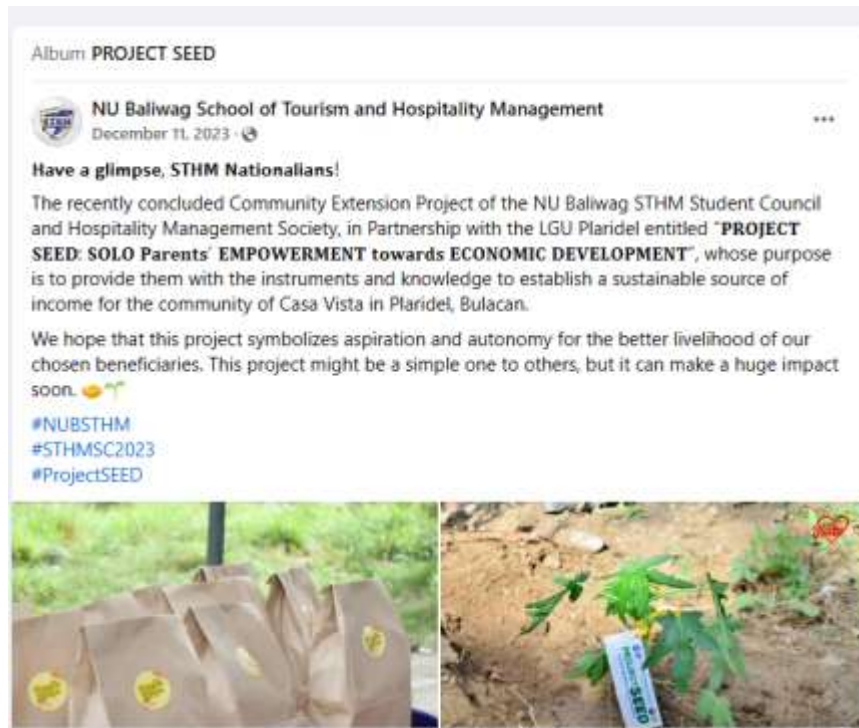 Album PROJECT SEED
NU Baliwag School of Tourism and Hospitality Management
December 11, 2023 ·
Have a glimpse, STHM Nationalians!
The recently concluded Community Extension Project of the NU Baliwag STHM Student Council
and Hospitality Management Society, in Partnership with the LGU Plaridel entitled "PROJECT
SEED: SOLO Parents' EMPOWERMENT towards ECONOMIC DEVELOPMENT", whose purpose
is to provide them with the instruments and knowledge to establish a sustainable source of
income for the community of Casa Vista in Plaridel, Bulacan.
We hope that this project symbolizes aspiration and autonomy for the better livelihood of our
chosen beneficiaries. This project might be a simple one to others, but it can make a huge impact
soon.
#NUBSTHM
#STHMSC2023
#ProjectSEED
PROJECT
SEED